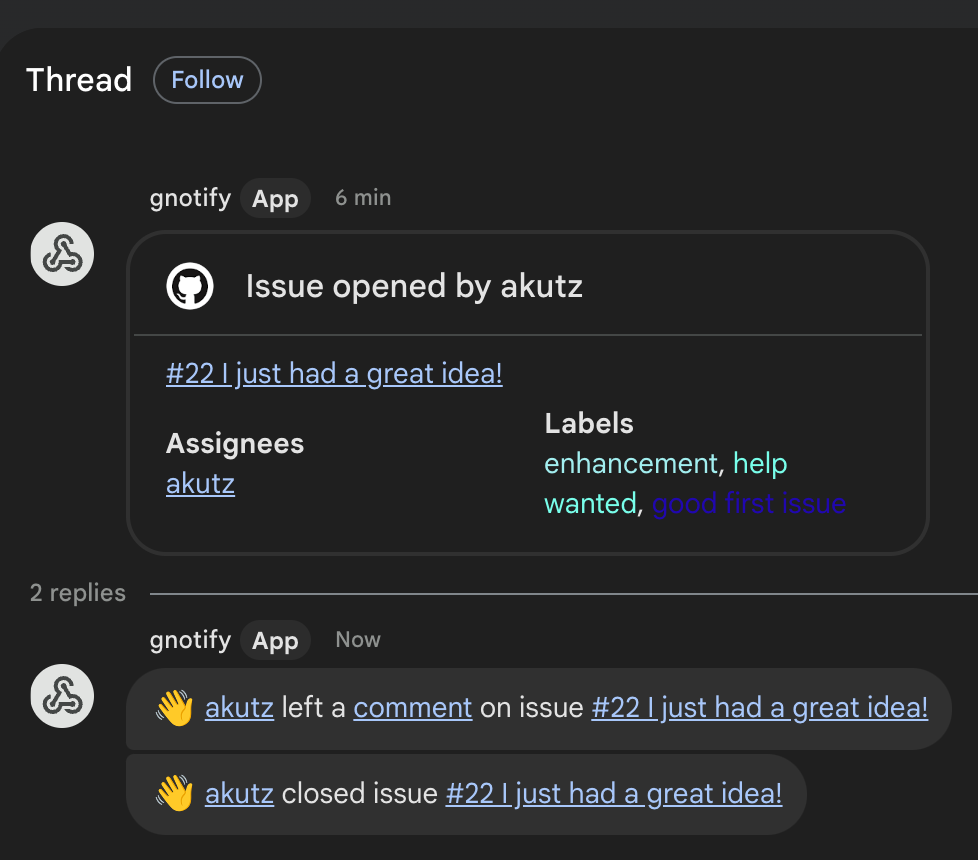 Thread Follow
gnotify App 6 min
Issue opened by akutz
#22 I just had a great idea!
Assignees
akutz
Labels
enhancement, help
wanted, good first issue
2 replies
gnotify App Now
👋 akutz left a comment on issue #22 I just had a great idea!
👋 akutz closed issue #22 I just had a great idea!